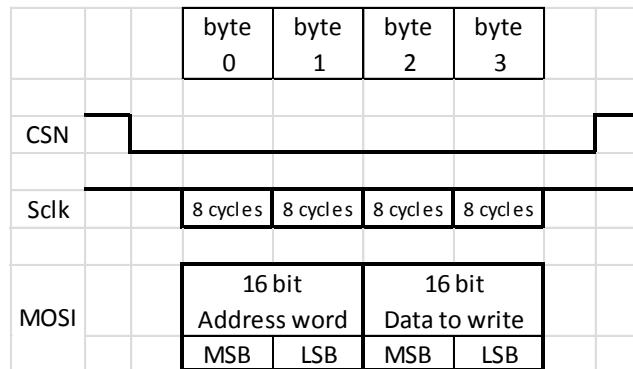 byte byte byte byte
0 1 2 3
CSN
Sclk 8 cycles 8 cycles 8 cycles 8 cycles
16 bit 16 bit
MOSI Address word Data to write
MSB LSB MSB LSB